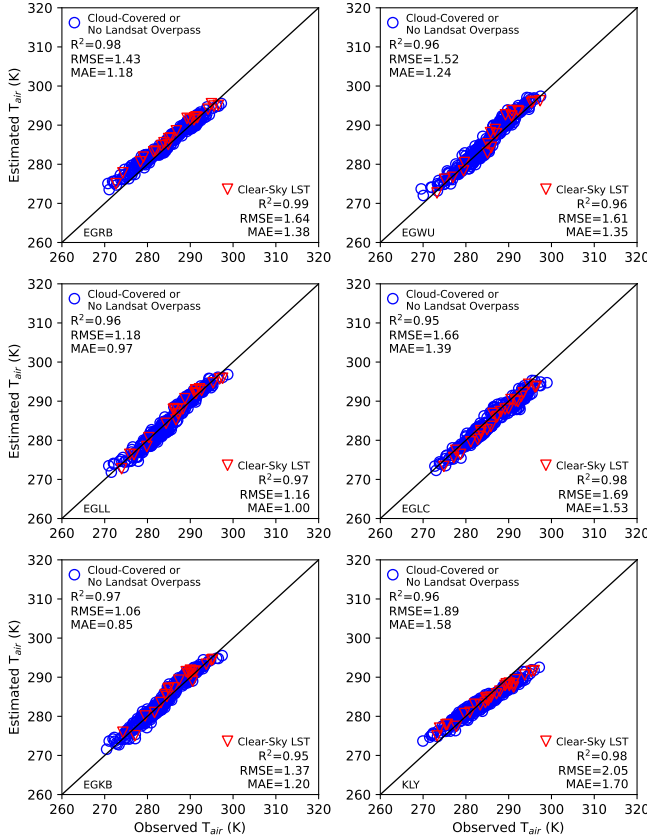 320
310
300
290
280
270
260
Estimated T_air (K)
Cloud-Covered or
No Landsat Overpass
R²=0.98
RMSE=1.43
MAE=1.18
Clear-Sky LST
R²=0.99
RMSE=1.64
MAE=1.38
EGRB
260 270 280 290 300 310 320
320
310
300
290
280
270
260
Cloud-Covered or
No Landsat Overpass
R²=0.96
RMSE=1.52
MAE=1.24
Clear-Sky LST
R²=0.96
RMSE=1.61
MAE=1.35
EGWU
260 270 280 290 300 310 320
320
310
300
290
280
270
260
Estimated T_air (K)
Cloud-Covered or
No Landsat Overpass
R²=0.96
RMSE=1.18
MAE=0.97
Clear-Sky LST
R²=0.97
RMSE=1.16
MAE=1.00
EGLL
260 270 280 290 300 310 320
320
310
300
290
280
270
260
Cloud-Covered or
No Landsat Overpass
R²=0.95
RMSE=1.66
MAE=1.39
Clear-Sky LST
R²=0.98
RMSE=1.69
MAE=1.53
EGLC
260 270 280 290 300 310 320
320
310
300
290
280
270
260
Estimated T_air (K)
Cloud-Covered or
No Landsat Overpass
R²=0.97
RMSE=1.06
MAE=0.85
Clear-Sky LST
R²=0.95
RMSE=1.37
MAE=1.20
EGKB
260 270 280 290 300 310 320
Observed T_air (K)
320
310
300
290
280
270
260
Cloud-Covered or
No Landsat Overpass
R²=0.96
RMSE=1.89
MAE=1.58
Clear-Sky LST
R²=0.98
RMSE=2.05
MAE=1.70
KLY
260 270 280 290 300 310 320
Observed T_air (K)